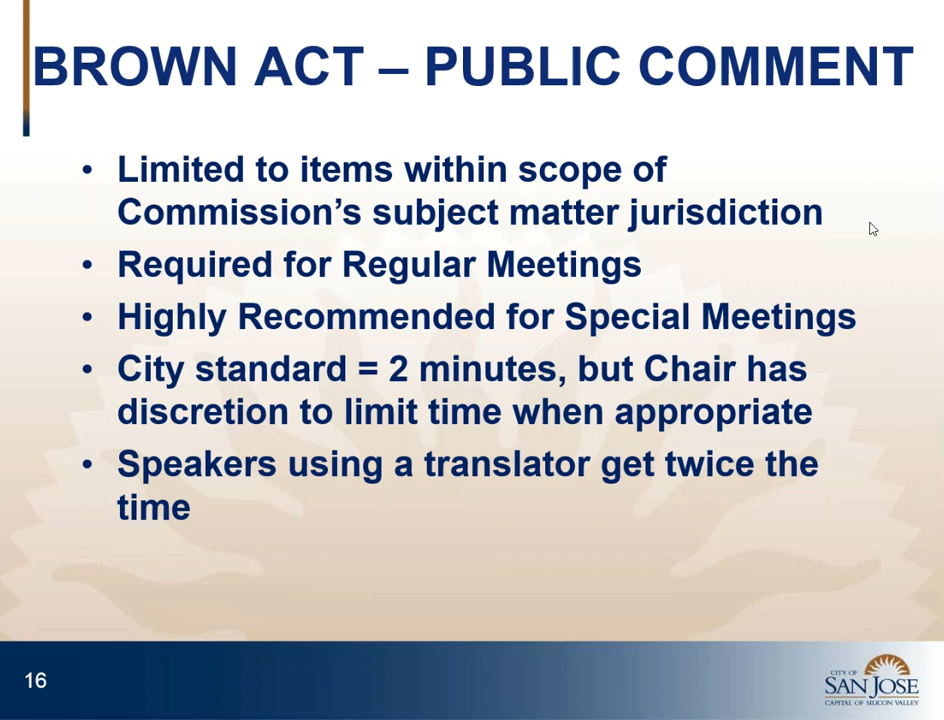 BROWN ACT – PUBLIC COMMENT
• Limited to items within scope of
Commission’s subject matter jurisdiction
• Required for Regular Meetings
• Highly Recommended for Special Meetings
• City standard = 2 minutes, but Chair has
discretion to limit time when appropriate
• Speakers using a translator get twice the
time
16
CITY OF
SAN JOSE
CAPITAL OF SILICON VALLEY